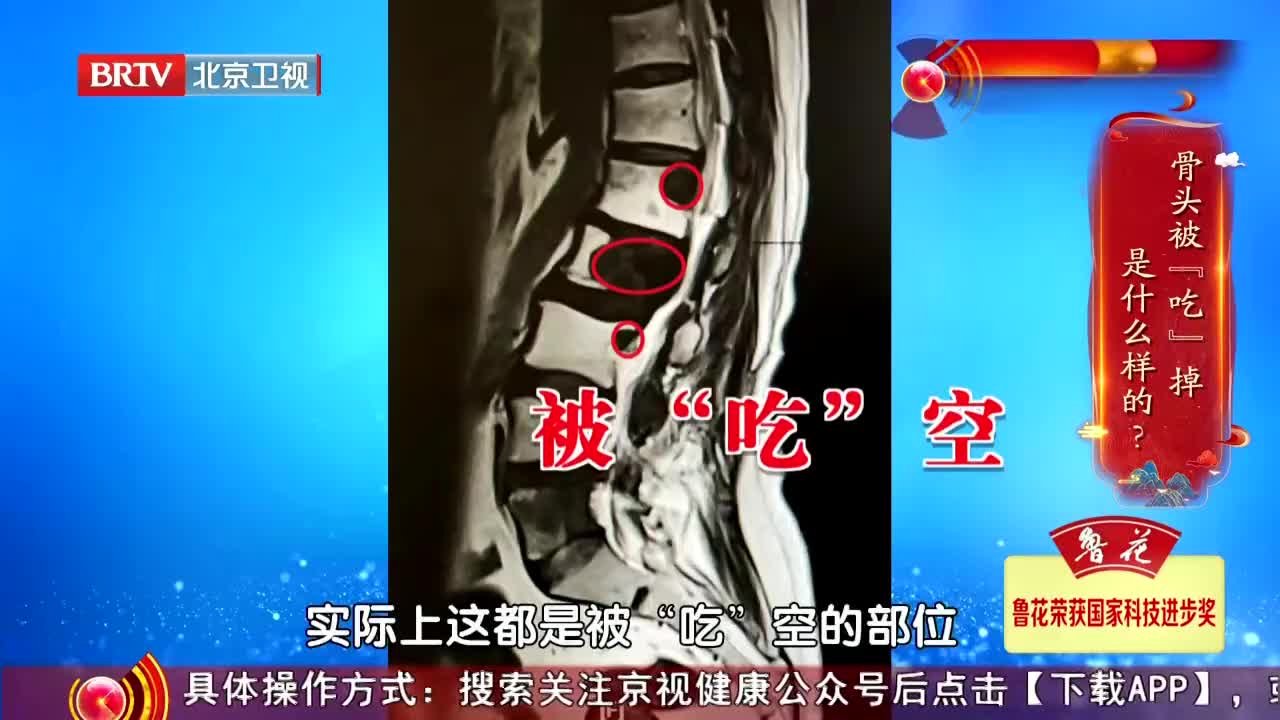 BRTV 北京卫视
骨头被『吃』掉
是什么样的？
被“吃”空
鲁花
鲁花荣获国家科技进步奖
实际上这都是被“吃”空的部位
具体操作方式：搜索关注京视健康公众号后点击【下载APP】，